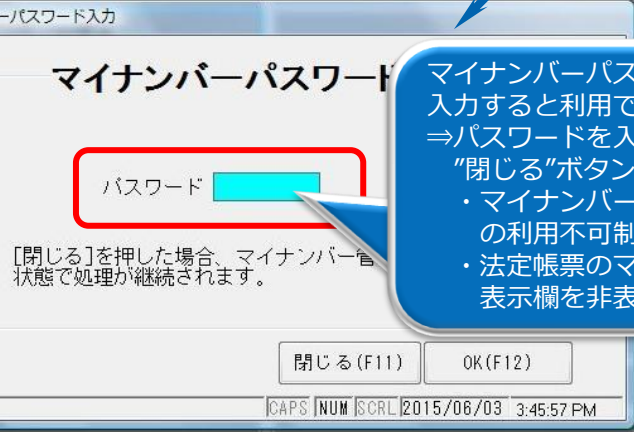 ーパスワード入力
マイナンバーパスワード
パスワード
[閉じる]を押した場合、マイナンバー管
状態で処理が継続されます。
閉じる(F11)
OK(F12)
CAPS NUM SCRL 2015/06/03 3:45:57 PM
マイナンバーパス
入力すると利用で
⇒パスワードを入
"閉じる"ボタン
・マイナンバー
の利用不可制
・法定帳票のマ
表示欄を非表